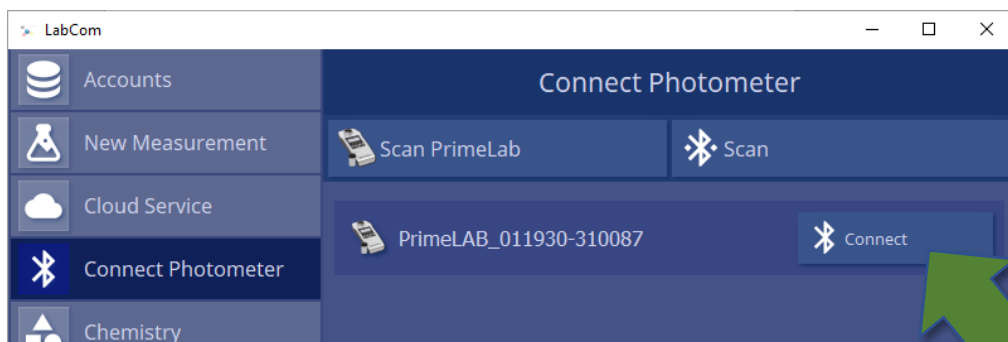 LabCom
Accounts
New Measurement
Cloud Service
Connect Photometer
Chemistry
Connect Photometer
Scan PrimeLab
Scan
PrimeLAB_011930-310087
Connect